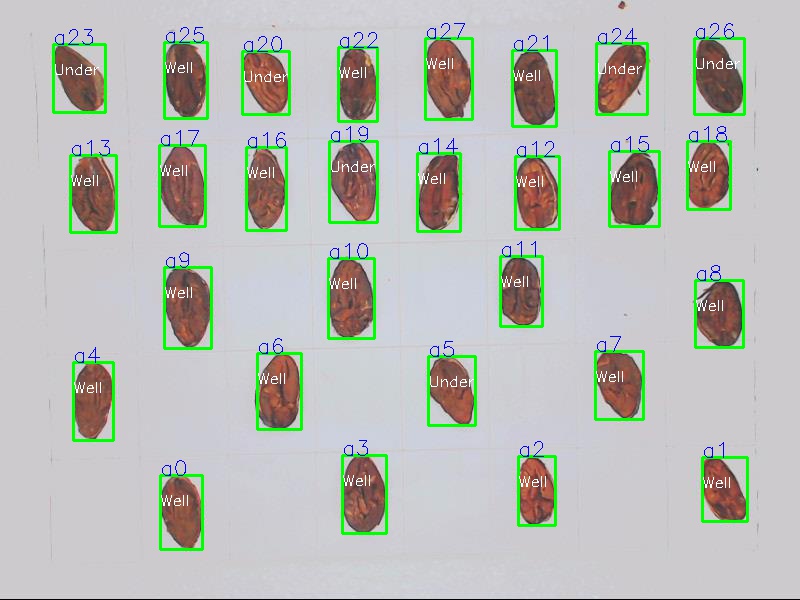 a23
a25
a20
a22
a27
a21
a24
a26
Under
Well
Under
Well
Well
Well
Under
Under
a13
a17
a16
a19
a14
a12
a15
a18
Well
Well
Well
Under
Well
Well
Well
Well
a9
a10
a11
a8
Well
Well
Well
Well
a4
a6
a5
a7
Well
Well
Under
Well
a0
a3
a2
a1
Well
Well
Well
Well